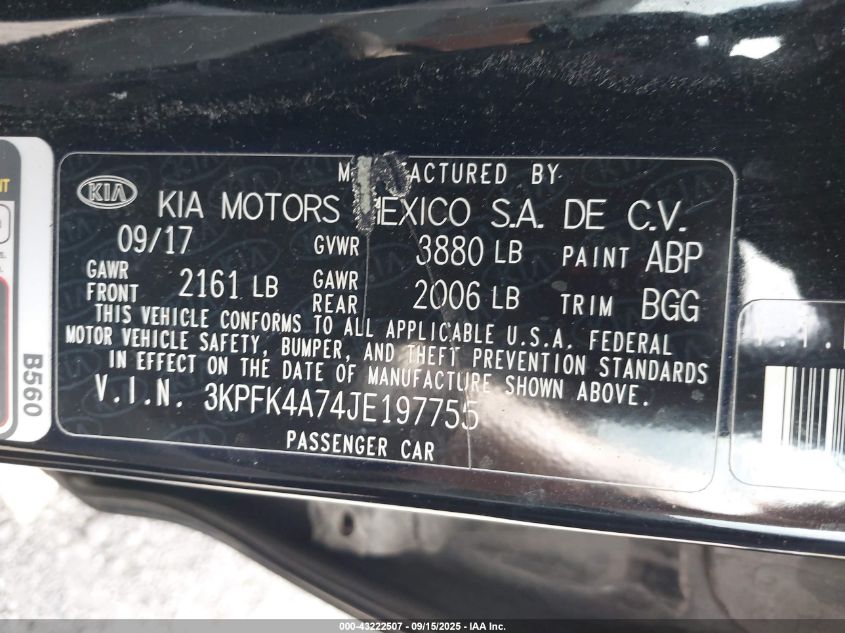 MANUFACTURED BY
KIA KIA MOTORS MEXICO S.A. DE C.V.
09/17 GVWR 3880 LB PAINT ABP
GAWR FRONT 2161 LB GAWR REAR 2006 LB TRIM BGG
THIS VEHICLE CONFORMS TO ALL APPLICABLE U.S.A. FEDERAL
MOTOR VEHICLE SAFETY, BUMPER, AND THEFT PREVENTION STANDARDS
IN EFFECT ON THE DATE OF MANUFACTURE SHOWN ABOVE.
V.I.N. 3KPFK4A74JE197755
PASSENGER CAR
B560
000-43222507 - 09/15/2025 - IAA Inc.